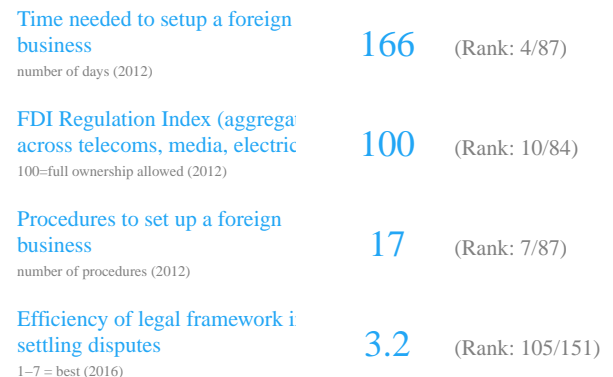 Time needed to setup a foreign
business
number of days (2012)
166
(Rank: 4/87)
FDI Regulation Index
across telecoms, media,
100=full ownership allowed (2012)
100
(Rank: 10/84)
Procedures to set up a foreign
business
number of procedures (2012)
17
(Rank: 7/87)
Efficiency of legal framework
settling disputes
1–7 = best (2016)
3.2
(Rank: 105/151)